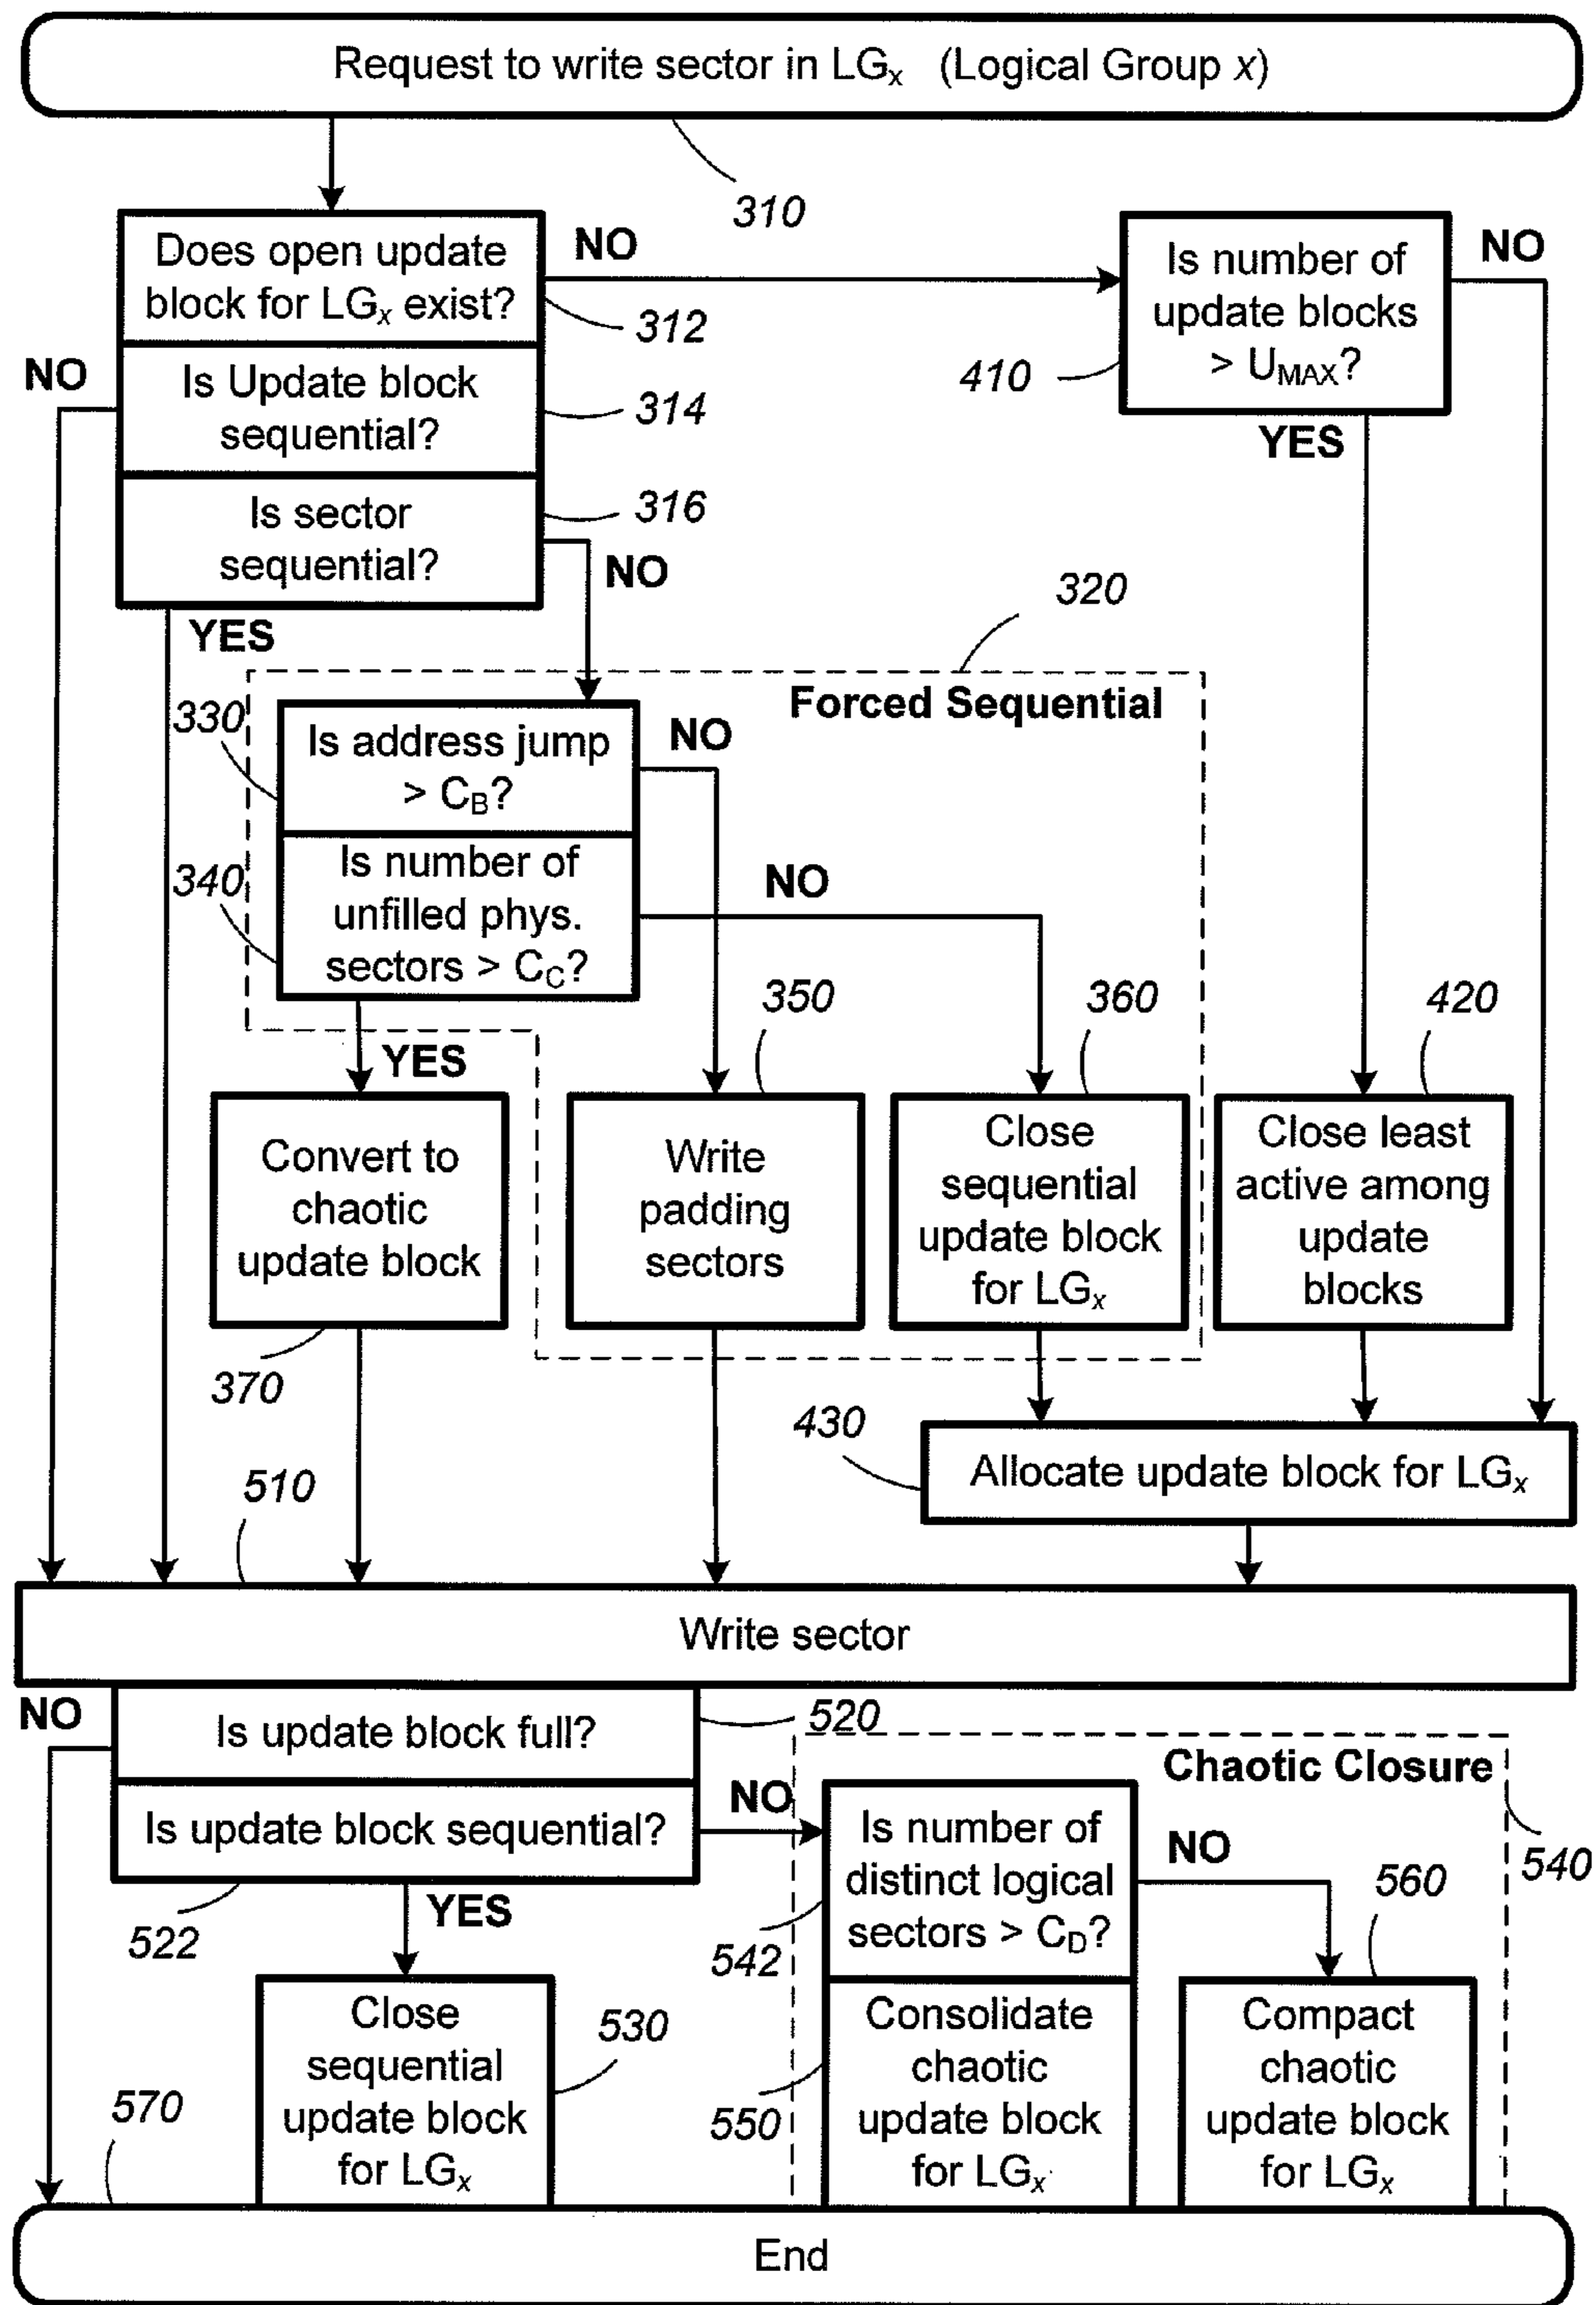 Request to write sector in LGx (Logical Group x)
310
Does open update
block for LGx exist?
NO
312
Is number of
update blocks
> UMAX?
NO
410
YES
NO
Is Update block
sequential?
314
Is sector
sequential?
316
NO
YES
320
Forced Sequential
330
Is address jump
> CB?
NO
340
Is number of
unfilled phys.
sectors > CC?
NO
YES
350
360
420
Convert to
chaotic
update block
370
Write
padding
sectors
Close
sequential
update block
for LGx
Close least
active among
update
blocks
430
Allocate update block for LGx
510
Write sector
NO
Is update block full?
520
Is update block sequential?
522
NO
YES
Chaotic Closure
540
Is number of
distinct logical
sectors > CD?
542
NO
560
Close
sequential
update block
for LGx
530
Consolidate
chaotic
update block
for LGx
550
Compact
chaotic
update block
for LGx
570
End